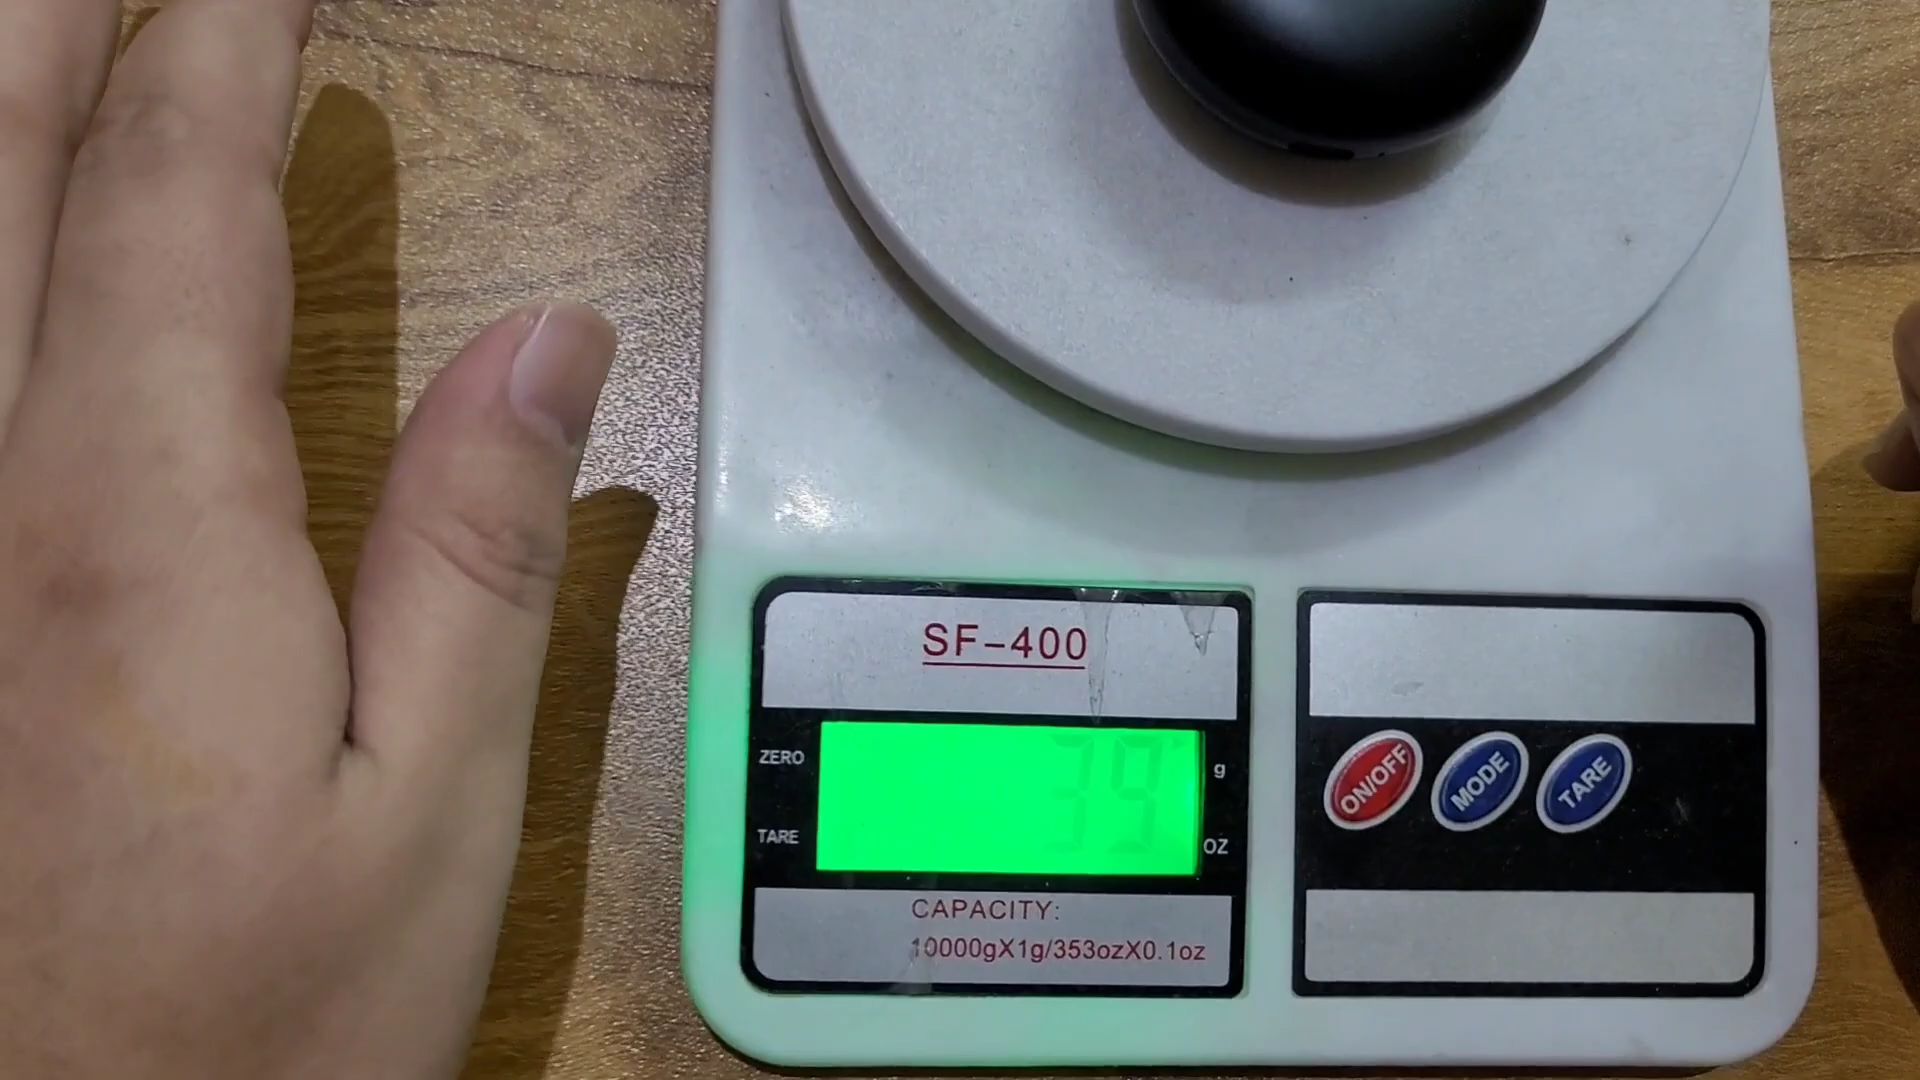 SF-400
ZERO
39
g
TARE
OZ
CAPACITY:
10000gX1g/353ozX0.1oz
ON/OFF
MODE
TARE